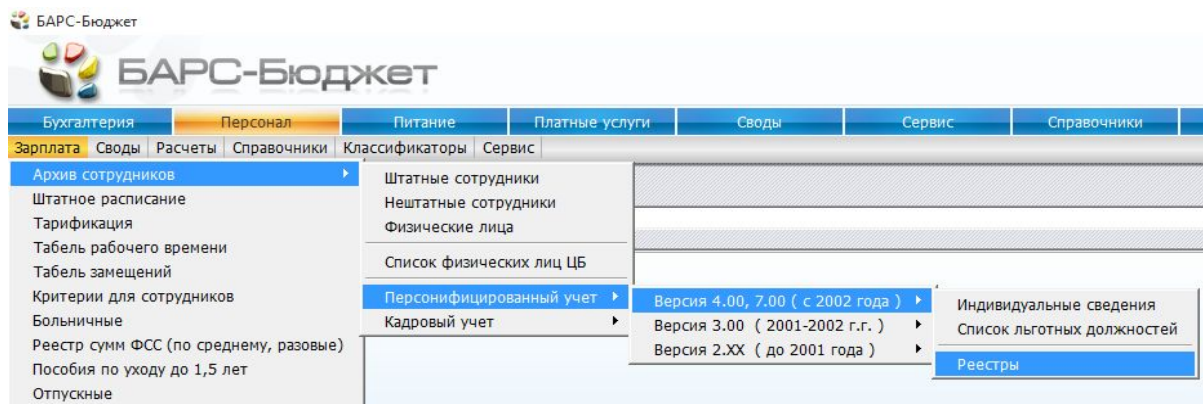 БАРС-Бюджет
БАРС-Бюджет
Бухгалтерия Персонал Питание Платные услуги Своды Сервис Справочники
Зарплата Своды Расчеты Справочники Классификаторы Сервис
Архив сотрудников
Штатное расписание
Тарификация
Табель рабочего времени
Табель замещений
Критерии для сотрудников
Больничные
Реестр сумм ФСС (по среднему, разовые)
Пособия по уходу до 1,5 лет
Отпускные
Штатные сотрудники
Нештатные сотрудники
Физические лица
Список физических лиц ЦБ
Персонифицированный учет
Кадровый учет
Версия 4.00, 7.00 ( с 2002 года )
Версия 3.00 ( 2001-2002 г.г. )
Версия 2.XX ( до 2001 года )
Индивидуальные сведения
Список льготных должностей
Реестры